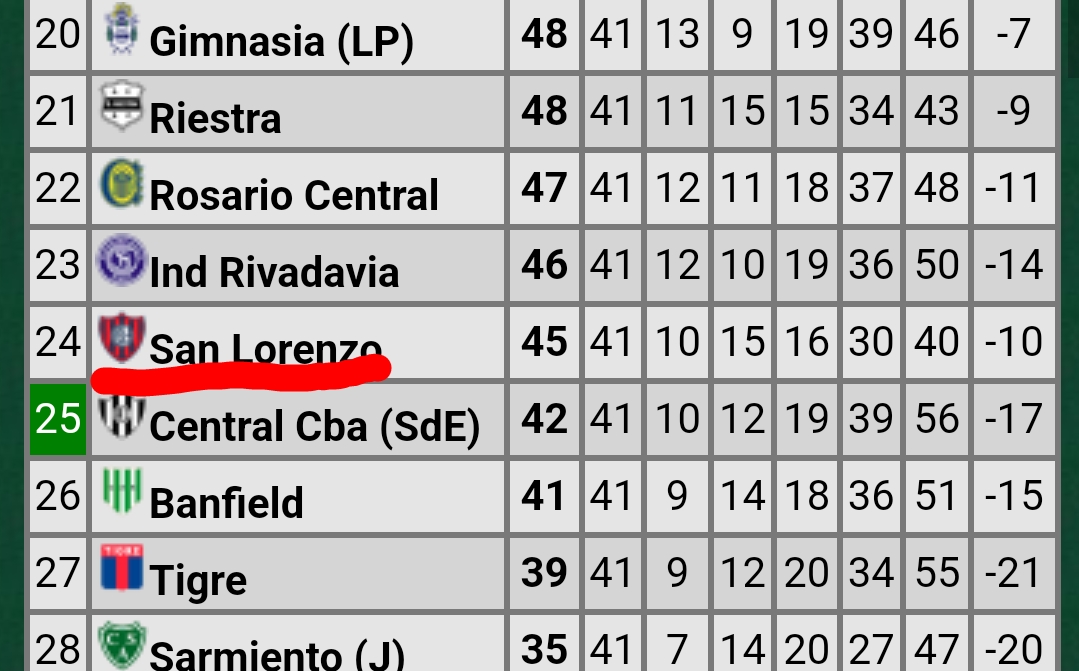 20 Gimnasia (LP) 48 41 13 9 19 39 46 -7
21 Riestra 48 41 11 15 15 34 43 -9
22 Rosario Central 47 41 12 11 18 37 48 -11
23 Ind Rivadavia 46 41 12 10 19 36 50 -14
24 San Lorenzo 45 41 10 15 16 30 40 -10
25 Central Cba (SdE) 42 41 10 12 19 39 56 -17
26 Banfield 41 41 9 14 18 36 51 -15
27 TIGRE Tigre 39 41 9 12 20 34 55 -21
28 C S A Sarmiento (J) 35 41 7 14 20 27 47 -20